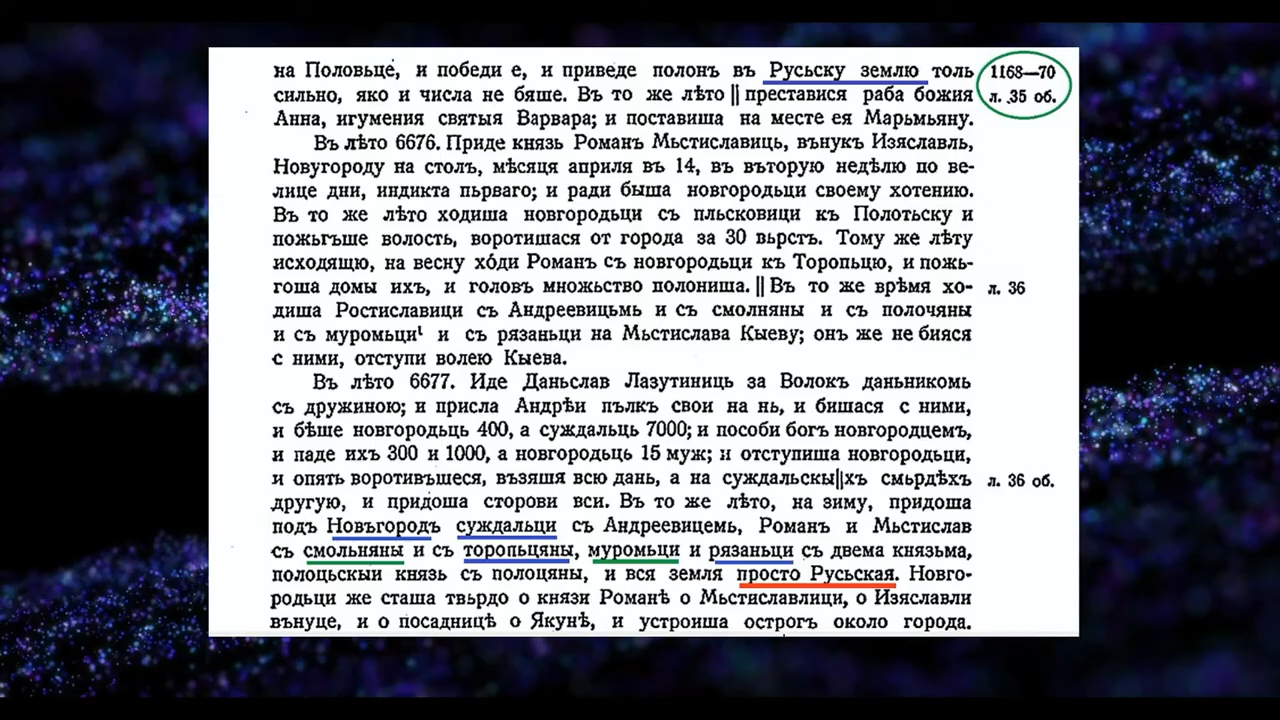 на Половьце, и победи е, и приведе полонъ въ Русьску землю толь 1168—70
сильно, яко и числа не бяше. Въ то же лѣто || преставися раба божия л. 35 об.
Анна, игумения святыя Варвара; и поставиша на месте ея Марьмьяну.
Въ лѣто 6676. Приде князь Романъ Мьстиславиць, вънукъ Изяславль,
Новугороду на столъ, мѣсяця априля въ 14, въ въторую недѣлю по ве-
лице дни, индикта пьрваго; и ради быша новгородьци своему хотению.
Въ то же лѣто ходиша новгородьци съ пльсковици къ Полотьску и
пожьгъше волость, воротишася от города за 30 вьрстъ. Тому же лѣту
исходящю, на весну хо́ди Романъ съ новгородьци къ Торопьцю, и пожь-
гоша домы ихъ, и головъ множьство полониша. || Въ то же врѣмя хо- л. 36
диша Ростиславици съ Андреевицьмь и съ смолняны и съ полочяны
и съ муромьциᵗ и съ рязаньци на Мьстислава Кыеву; онъ же не бияся
с ними, отступи волею Кыева.
Въ лѣто 6677. Иде Даньслав Лазутиниць за Волокъ даньникомь
съ дружиною; и присла Андрѣи пълкъ свои на нь, и бишася с ними,
и бѣше новгородьць 400, а суждальць 7000; и пособи богъ новгородцемъ,
и паде ихъ 300 и 1000, а новгородьць 15 муж; и отступиша новгородьци,
и опять воротивъшеся, възяшя всю дань, а на суждальскы||хъ смьрдѣхъ л. 36 об.
другую, и придоша сторови вси. Въ то же лѣто, на зиму, придоша
подъ Новъгородъ суждальци съ Андреевицемь, Романъ и Мьстислав
съ смольняны и съ торопьцяны, муромьци и рязаньци съ двема князьма,
полоцьскыи князь съ полоцяны, и вся земля просто Русьская. Новго-
родьци же сташа твьрдо о князи Романѣ о Мьстиславлици, о Изяславли
вънуце, и о посадницѣ о Якунѣ, и устроиша острогъ около города.